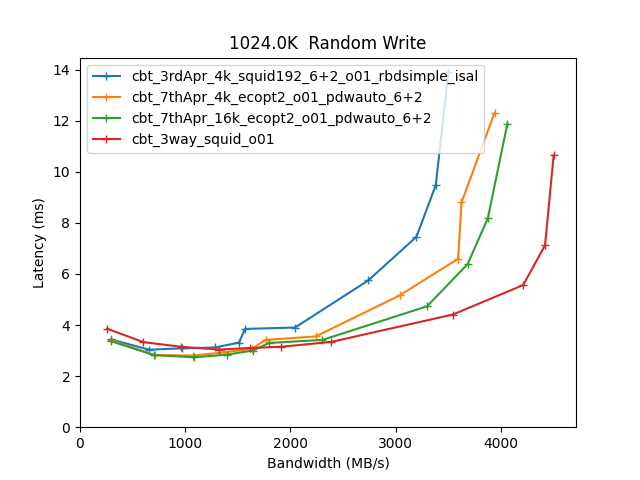 1024.0K  Random Write
cbt_3rdApr_4k_squid192_6+2_o01_rbdsimple_isal
cbt_7thApr_4k_ecopt2_o01_pdwauto_6+2
cbt_7thApr_16k_ecopt2_o01_pdwauto_6+2
cbt_3way_squid_o01
Latency (ms)
14
12
10
8
6
4
2
0
0 1000 2000 3000 4000
Bandwidth (MB/s)